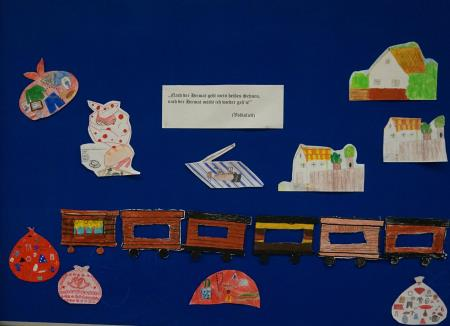 „Nach der Heimat geht mein heißes Sehnen,
nach der Heimat möcht ich wieder geh'n!"
(Volkslied)